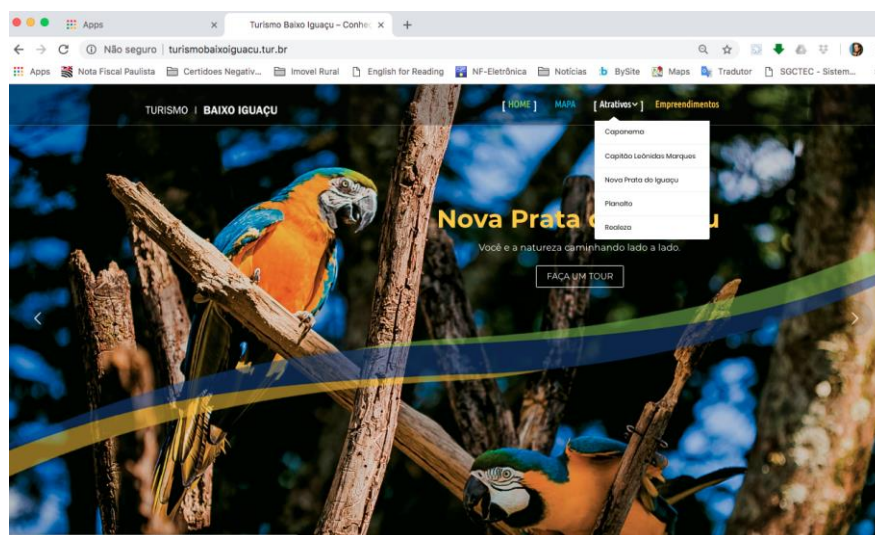 Apps
Turismo Baixo Iguaçu – Conhe
Não seguro | turismobaixoiguacu.tur.br
Apps Nota Fiscal Paulista Certidoes Negativ... Imovel Rural English for Reading NF-Eletrônica Notícias :b BySite Maps Tradutor SGCTEC - Sistem...
TURISMO | BAIXO IGUAÇU [ HOME ] MAPA [ Atrativos ] Empreendimentos
Capanema
Capitão Leônidas Marques
Nova Prata do Iguaçu
Planalto
Realeza
Nova Prata
Você e a natureza caminhando lado a lado.
FAÇA UM TOUR